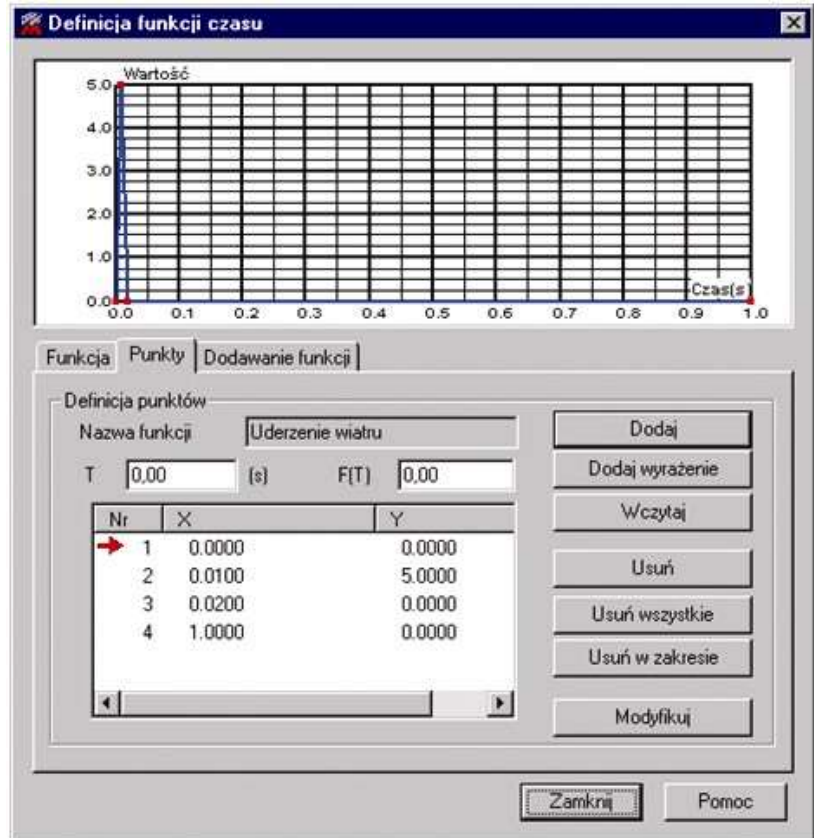 Definicja funkcji czasu
Wartość
5.0
4.0
3.0
2.0
1.0
0.0
Czas(s)
0.0 0.1 0.2 0.3 0.4 0.5 0.6 0.7 0.8 0.9 1.0
Funkcja Punkty Dodawanie funkcji
Definicja punktów
Nazwa funkcji Uderzenie wiatru
T 0,00 (s) F(T) 0,00
Nr X Y
1 0.0000 0.0000
2 0.0100 5.0000
3 0.0200 0.0000
4 1.0000 0.0000
Dodaj
Dodaj wyrażenie
Wczytaj
Usuń
Usuń wszystkie
Usuń w zakresie
Modyfikuj
Zamknij Pomoc